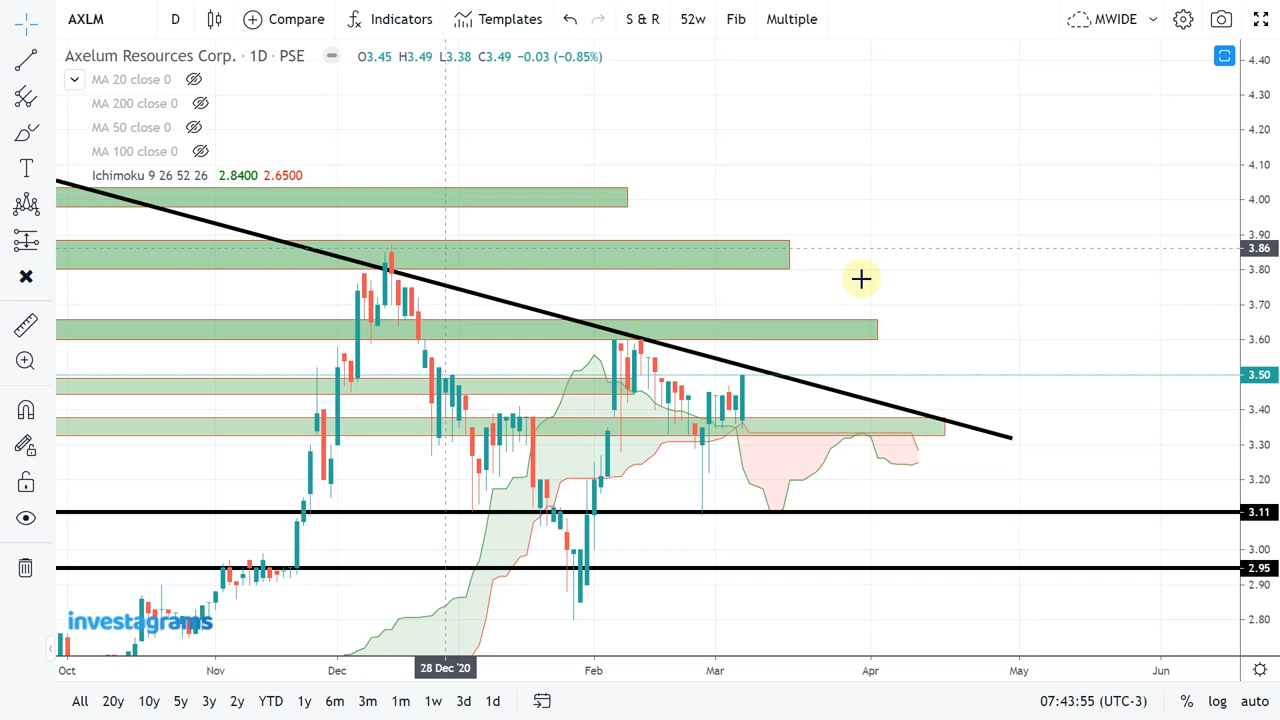 AXLM D Compare Indicators Templates S & R 52w Fib Multiple MWIDE
Axelum Resources Corp. · 1D · PSE O3.45 H3.49 L3.38 C3.49 −0.03 (−0.85%)
MA 20 close 0
MA 200 close 0
MA 50 close 0
MA 100 close 0
Ichimoku 9 26 52 26 2.8400 2.6500
4.40
4.30
4.20
4.10
4.00
3.90
3.86
3.80
3.70
3.60
3.50
3.40
3.30
3.20
3.11
3.00
2.95
2.90
2.80
investagrams
Oct Nov Dec 28 Dec '20 Feb Mar Apr May Jun
All 20y 10y 5y 3y 2y YTD 1y 6m 3m 1m 1w 3d 1d 07:43:55 (UTC-3) % log auto